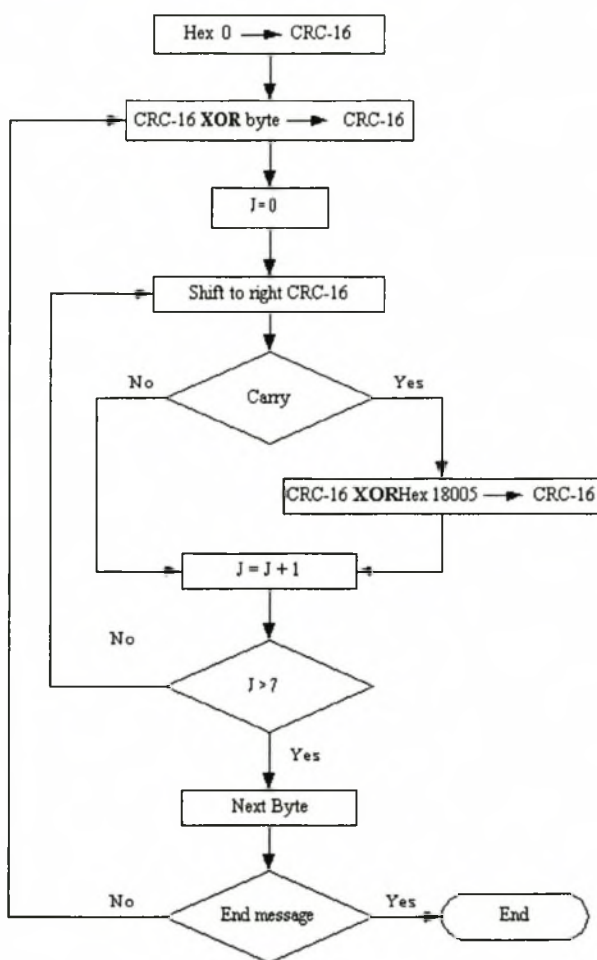 Hex 0 → CRC-16
CRC-16 XOR byte → CRC-16
J = 0
Shift to right CRC-16
No
Carry
Yes
CRC-16 XORHex 18005 → CRC-16
J = J + 1
No
J > 7
Yes
Next Byte
No
End message
Yes
End